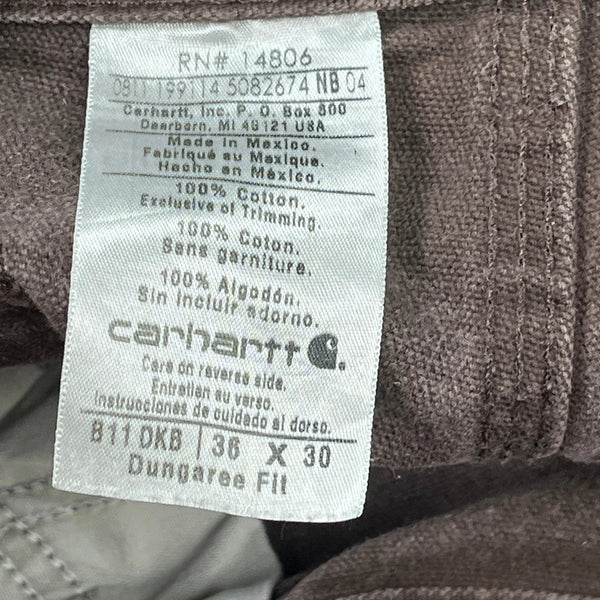 RN# 14806
0811 199114 5082674 NB 04
Carhartt, Inc. P. O. Box 600
Dearborn, MI 48121 USA
Made in Mexico.
Fabriqué au Mexique.
Hecho en México.
100% Cotton.
Exclusive of Trimming.
100% Coton.
Sans garniture.
100% Algodón.
Sin incluir adorno.
carhartt
Care on reverse side.
Entretien au verso.
Instrucciones de cuidado al dorso.
B11 DKB | 36 X 30
Dungaree Fit